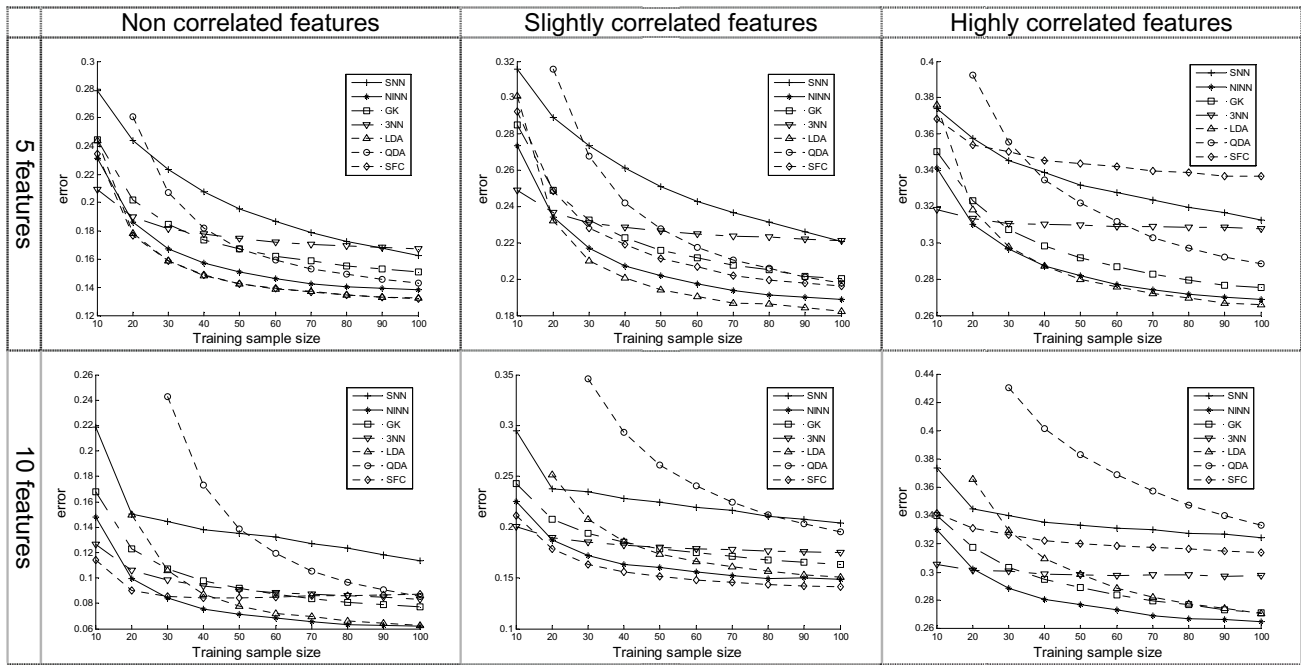 Non correlated features
Slightly correlated features
Highly correlated features
5 features
0.3
0.28
0.26
0.24
0.22
0.2
0.18
0.16
0.14
0.12
error
10 20 30 40 50 60 70 80 90 100
Training sample size
SNN
NINN
GK
3NN
LDA
QDA
SFC
0.32
0.3
0.28
0.26
0.24
0.22
0.2
0.18
error
10 20 30 40 50 60 70 80 90 100
Training sample size
SNN
NINN
GK
3NN
LDA
QDA
SFC
0.4
0.38
0.36
0.34
0.32
0.3
0.28
0.26
error
10 20 30 40 50 60 70 80 90 100
Training sample size
SNN
NINN
GK
3NN
LDA
QDA
SFC
10 features
0.26
0.24
0.22
0.2
0.18
0.16
0.14
0.12
0.1
0.08
0.06
error
10 20 30 40 50 60 70 80 90 100
Training sample size
SNN
NINN
GK
3NN
LDA
QDA
SFC
0.35
0.3
0.25
0.2
0.15
0.1
error
10 20 30 40 50 60 70 80 90 100
Training sample size
SNN
NINN
GK
3NN
LDA
QDA
SFC
0.44
0.42
0.4
0.38
0.36
0.34
0.32
0.3
0.28
0.26
error
10 20 30 40 50 60 70 80 90 100
Training sample size
SNN
NINN
GK
3NN
LDA
QDA
SFC